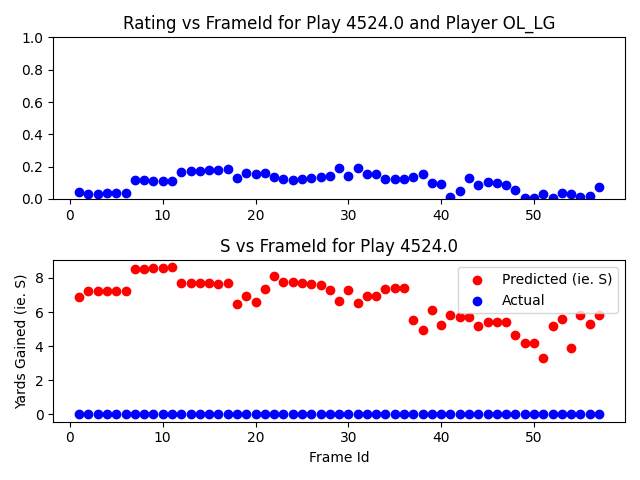 Rating vs FrameId for Play 4524.0 and Player OL_LG
1.0
0.8
0.6
0.4
0.2
0.0
0 10 20 30 40 50
S vs FrameId for Play 4524.0
Yards Gained (ie. S)
8
6
4
2
0
Predicted (ie. S)
Actual
0 10 20 30 40 50
Frame Id